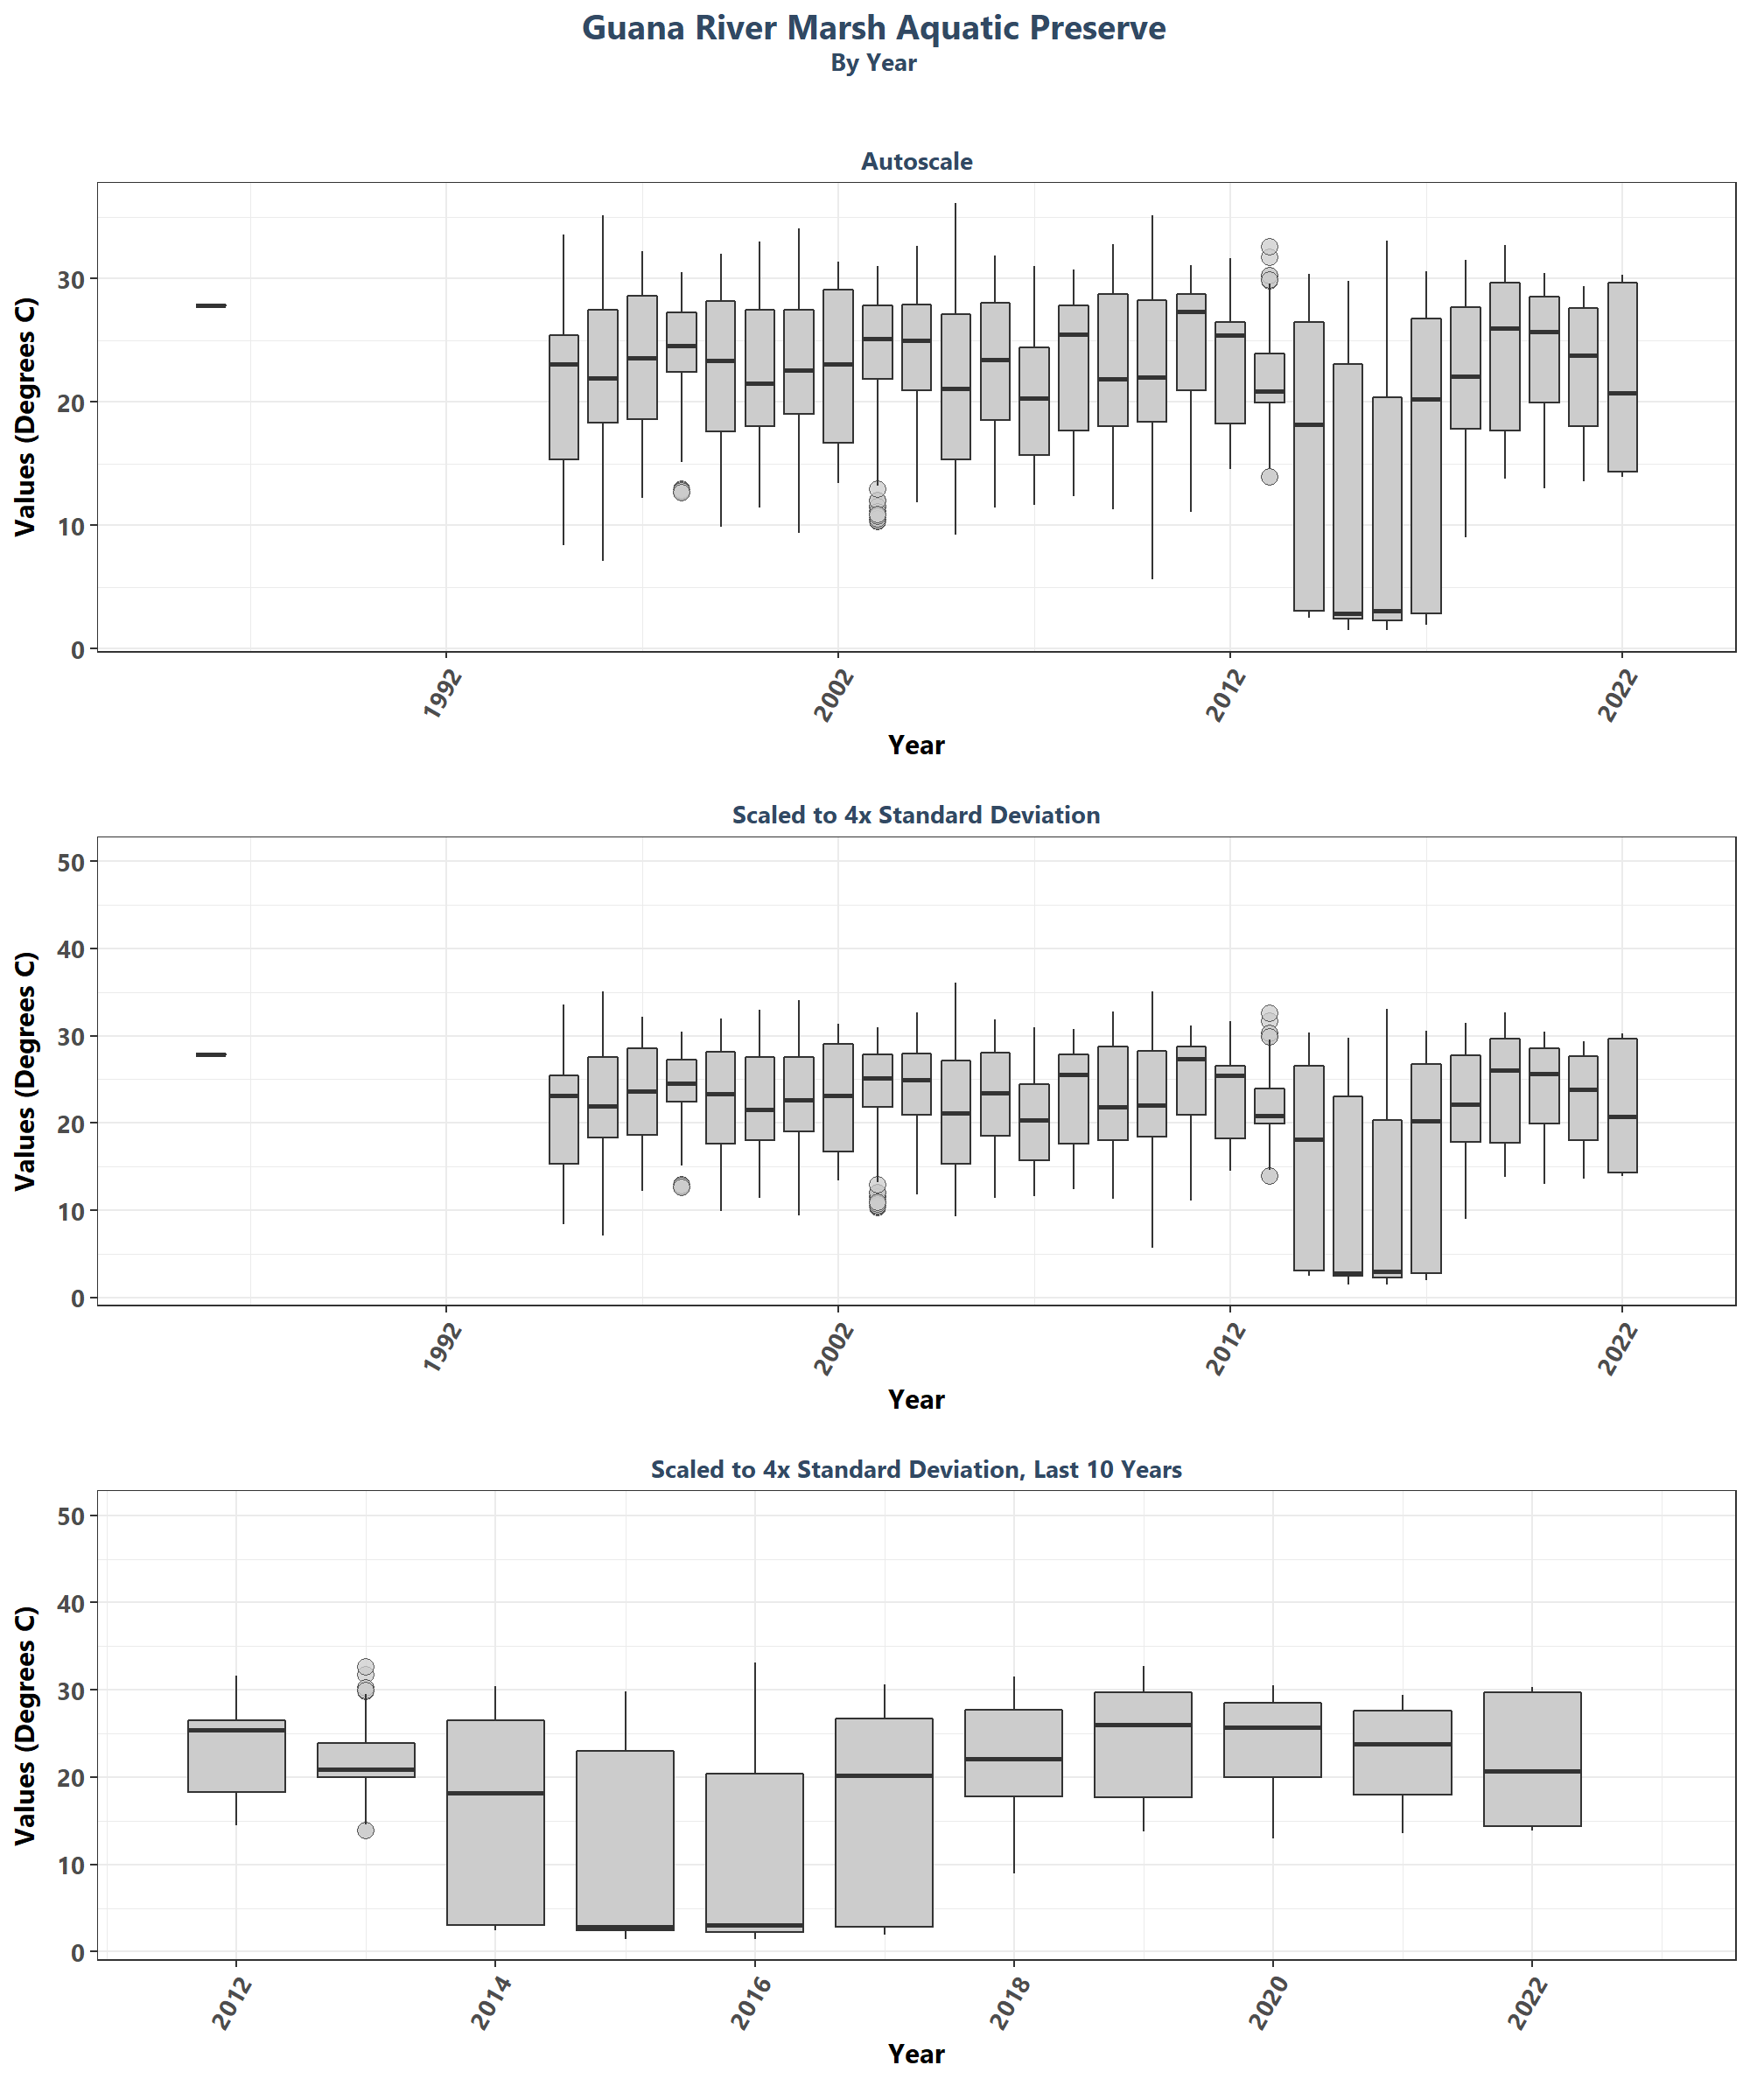 Guana River Marsh Aquatic Preserve
By Year
Autoscale
Values (Degrees C)
30
20
10
0
1992
2002
2012
2022
Year
Scaled to 4x Standard Deviation
Values (Degrees C)
50
40
30
20
10
0
1992
2002
2012
2022
Year
Scaled to 4x Standard Deviation, Last 10 Years
Values (Degrees C)
50
40
30
20
10
0
2012
2014
2016
2018
2020
2022
Year